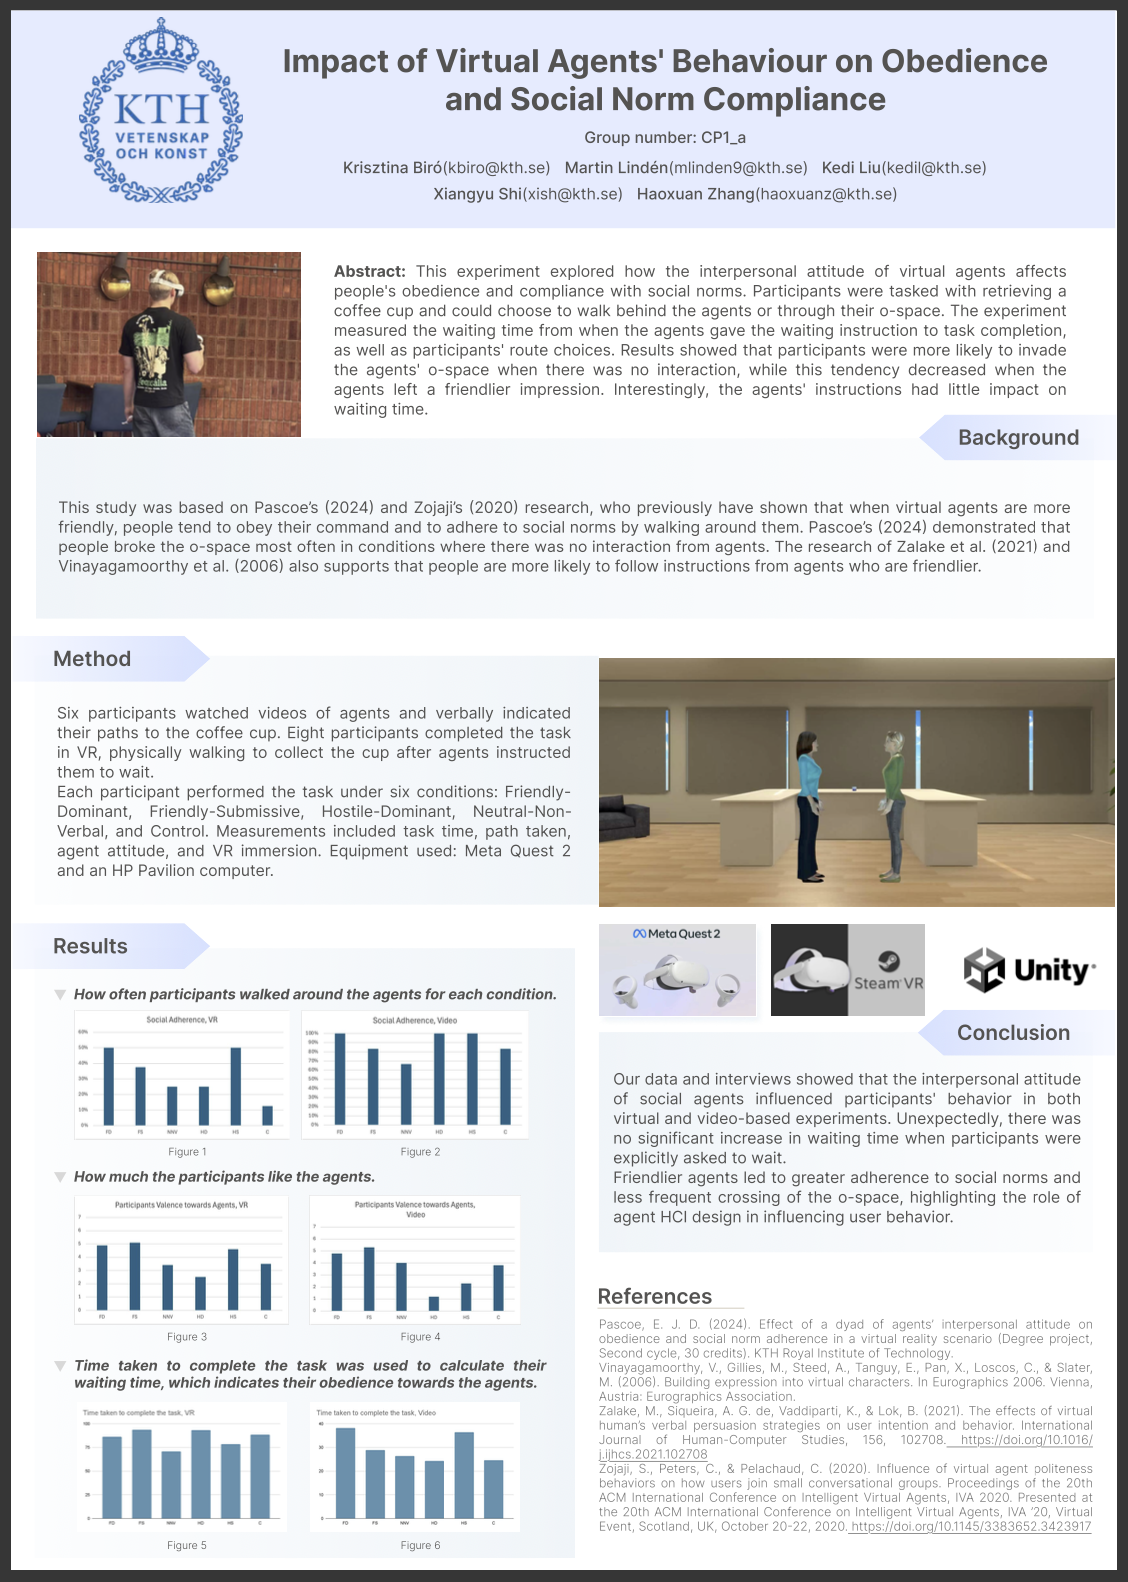 KTH
VETENSKAP
OCH KONST
Impact of Virtual Agents' Behaviour on Obedience
and Social Norm Compliance
Group number: CP1_a
Krisztina Biró(kbiro@kth.se) Martin Lindén(mlinden9@kth.se) Kedi Liu(kedil@kth.se)
Xiangyu Shi(xish@kth.se) Haoxuan Zhang(haoxuanz@kth.se)
Abstract: This experiment explored how the interpersonal attitude of virtual agents affects
people's obedience and compliance with social norms. Participants were tasked with retrieving a
coffee cup and could choose to walk behind the agents or through their o-space. The experiment
measured the waiting time from when the agents gave the waiting instruction to task completion,
as well as participants' route choices. Results showed that participants were more likely to invade
the agents' o-space when there was no interaction, while this tendency decreased when the
agents left a friendlier impression. Interestingly, the agents' instructions had little impact on
waiting time.
Background
This study was based on Pascoe’s (2024) and Zojaji’s (2020) research, who previously have shown that when virtual agents are more
friendly, people tend to obey their command and to adhere to social norms by walking around them. Pascoe’s (2024) demonstrated that
people broke the o-space most often in conditions where there was no interaction from agents. The research of Zalake et al. (2021) and
Vinayagamoorthy et al. (2006) also supports that people are more likely to follow instructions from agents who are friendlier.
Method
Six participants watched videos of agents and verbally indicated
their paths to the coffee cup. Eight participants completed the task
in VR, physically walking to collect the cup after agents instructed
them to wait.
Each participant performed the task under six conditions: Friendly-
Dominant, Friendly-Submissive, Hostile-Dominant, Neutral-Non-
Verbal, and Control. Measurements included task time, path taken,
agent attitude, and VR immersion. Equipment used: Meta Quest 2
and an HP Pavilion computer.
Results
How often participants walked around the agents for each condition.
Social Adherence, VR
60%
50%
40%
30%
20%
10%
0%
FD FS NNV HD HS C
Figure 1
Social Adherence, Video
100%
90%
80%
70%
60%
50%
40%
30%
20%
10%
0%
FD FS NNV HD HS C
Figure 2
How much the participants like the agents.
Participants Valence towards Agents, VR
7
6
5
4
3
2
1
0
FD FS NNV HD HS C
Figure 3
Participants Valence towards Agents,
Video
7
6
5
4
3
2
1
0
FD FS NNV HD HS C
Figure 4
Time taken to complete the task was used to calculate their
waiting time, which indicates their obedience towards the agents.
Time taken to complete the task, VR
100
75
50
25
0
FD FS NNV HD HS C
Figure 5
Time taken to complete the task, Video
40
30
20
10
0
FD FS NNV HD HS C
Figure 6
Meta Quest 2
Steam VR
Unity
Conclusion
Our data and interviews showed that the interpersonal attitude
of social agents influenced participants' behavior in both
virtual and video-based experiments. Unexpectedly, there was
no significant increase in waiting time when participants were
explicitly asked to wait.
Friendlier agents led to greater adherence to social norms and
less frequent crossing of the o-space, highlighting the role of
agent HCI design in influencing user behavior.
References
Pascoe, E. J. D. (2024). Effect of a dyad of agents’ interpersonal attitude on
obedience and social norm adherence in a virtual reality scenario (Degree project,
Second cycle, 30 credits). KTH Royal Institute of Technology.
Vinayagamoorthy, V., Gillies, M., Steed, A., Tanguy, E., Pan, X., Loscos, C., & Slater,
M. (2006). Building expression into virtual characters. In Eurographics 2006. Vienna,
Austria: Eurographics Association.
Zalake, M., Siqueira, A. G. de, Vaddiparti, K., & Lok, B. (2021). The effects of virtual
human’s verbal persuasion strategies on user intention and behavior. International
Journal of Human-Computer Studies, 156, 102708. https://doi.org/10.1016/
j.ijhcs.2021.102708
Zojaji, S., Peters, C., & Pelachaud, C. (2020). Influence of virtual agent politeness
behaviors on how users join small conversational groups. Proceedings of the 20th
ACM International Conference on Intelligent Virtual Agents, IVA 2020. Presented at
the 20th ACM International Conference on Intelligent Virtual Agents, IVA ’20, Virtual
Event, Scotland, UK, October 20-22, 2020. https://doi.org/10.1145/3383652.3423917